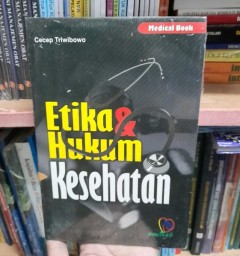 Medical Book
Cecep Triwibowo
Etika &
Hukum
Kesehatan